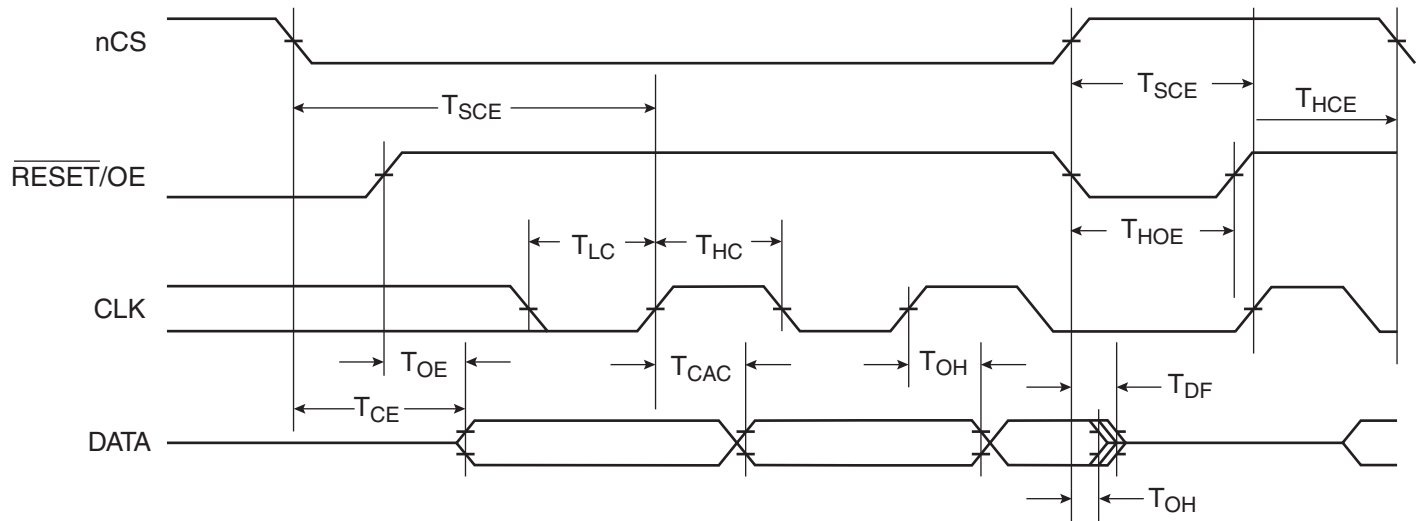 nCS
T_SCE
T_SCE
T_HCE
RESET/OE
T_LC
T_HC
T_HOE
CLK
T_OE
T_CAC
T_OH
T_DF
T_CE
DATA
T_OH